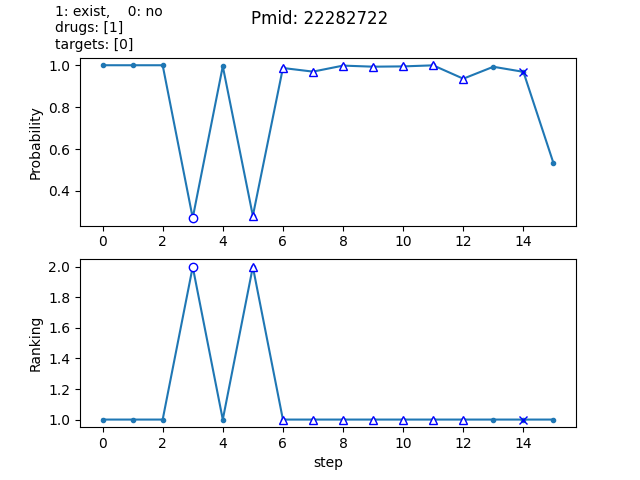 1: exist,    0: no
drugs: [1]
targets: [0]
Pmid: 22282722
Probability
1.0
0.8
0.6
0.4
0 2 4 6 8 10 12 14
Ranking
2.0
1.8
1.6
1.4
1.2
1.0
0 2 4 6 8 10 12 14
step